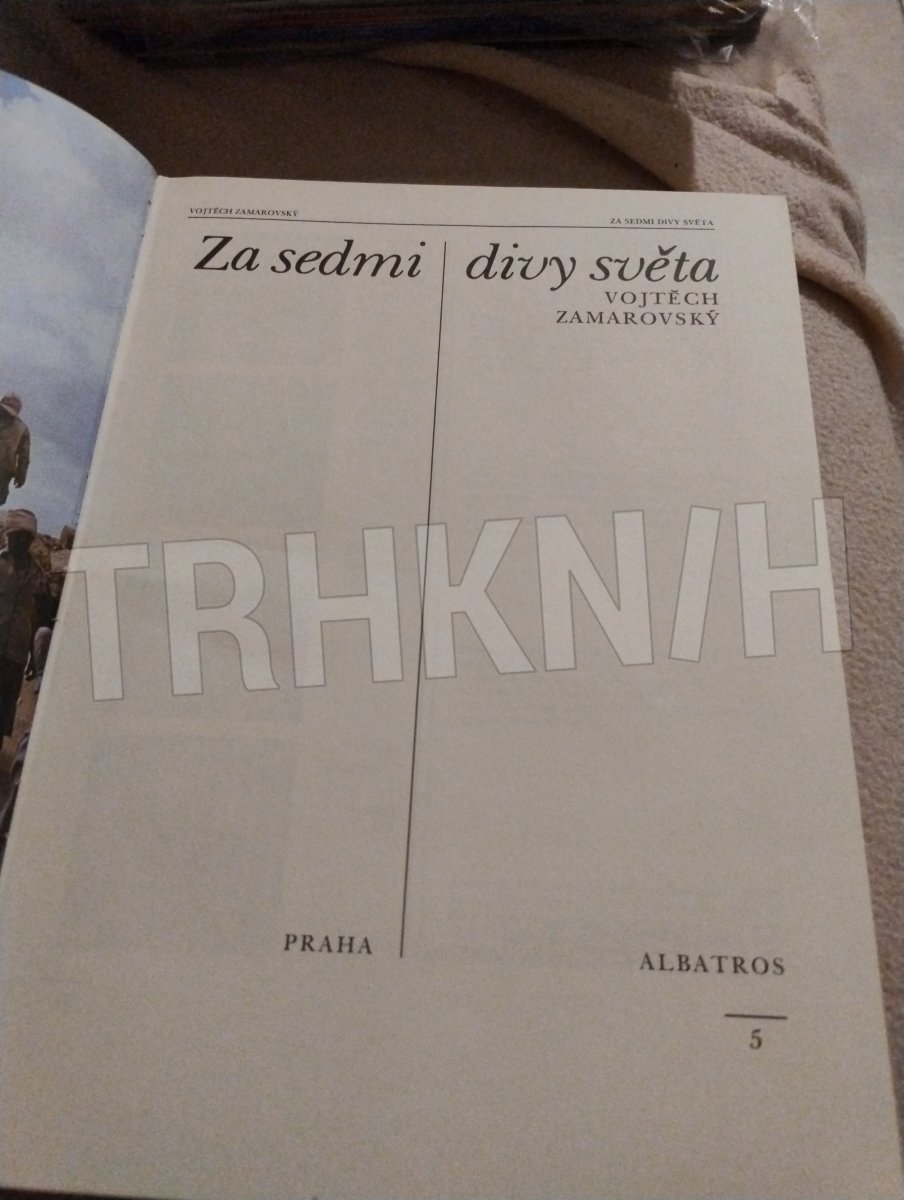 VOJTĚCH ZAMAROVSKÝ
ZA SEDMI DIVY SVĚTA
Za sedmi divy světa
VOJTĚCH
ZAMAROVSKÝ
TRHKNIH
PRAHA
ALBATROS
5